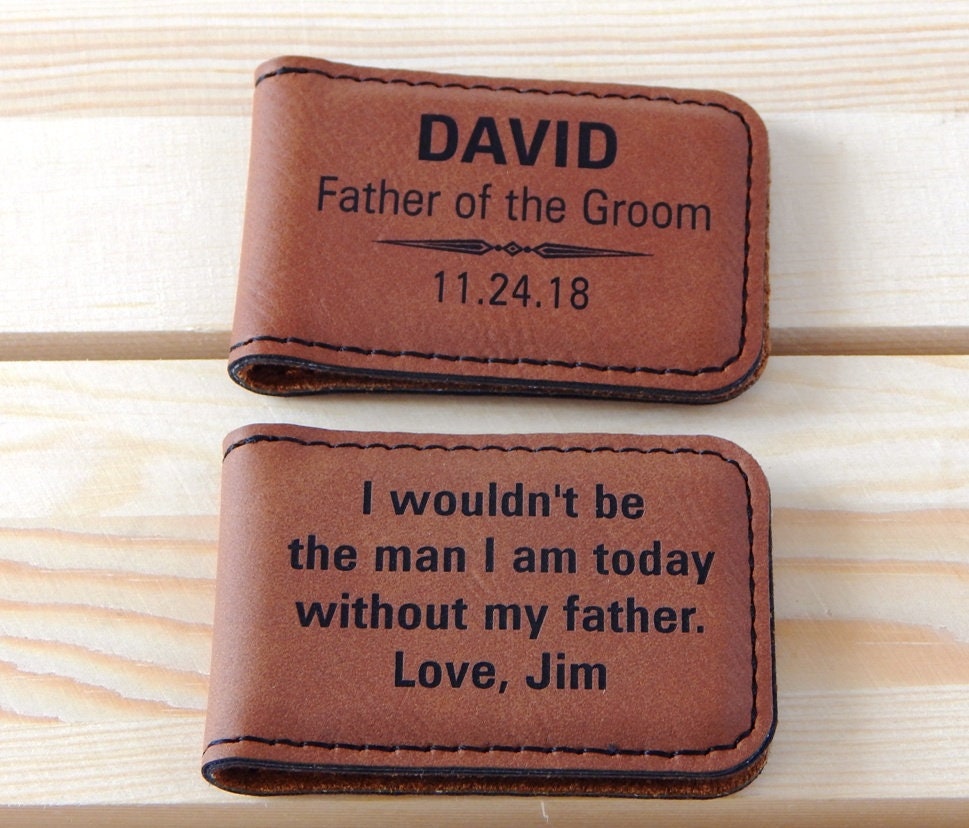 DAVID
Father of the Groom
11.24.18
I wouldn't be
the man I am today
without my father.
Love, Jim